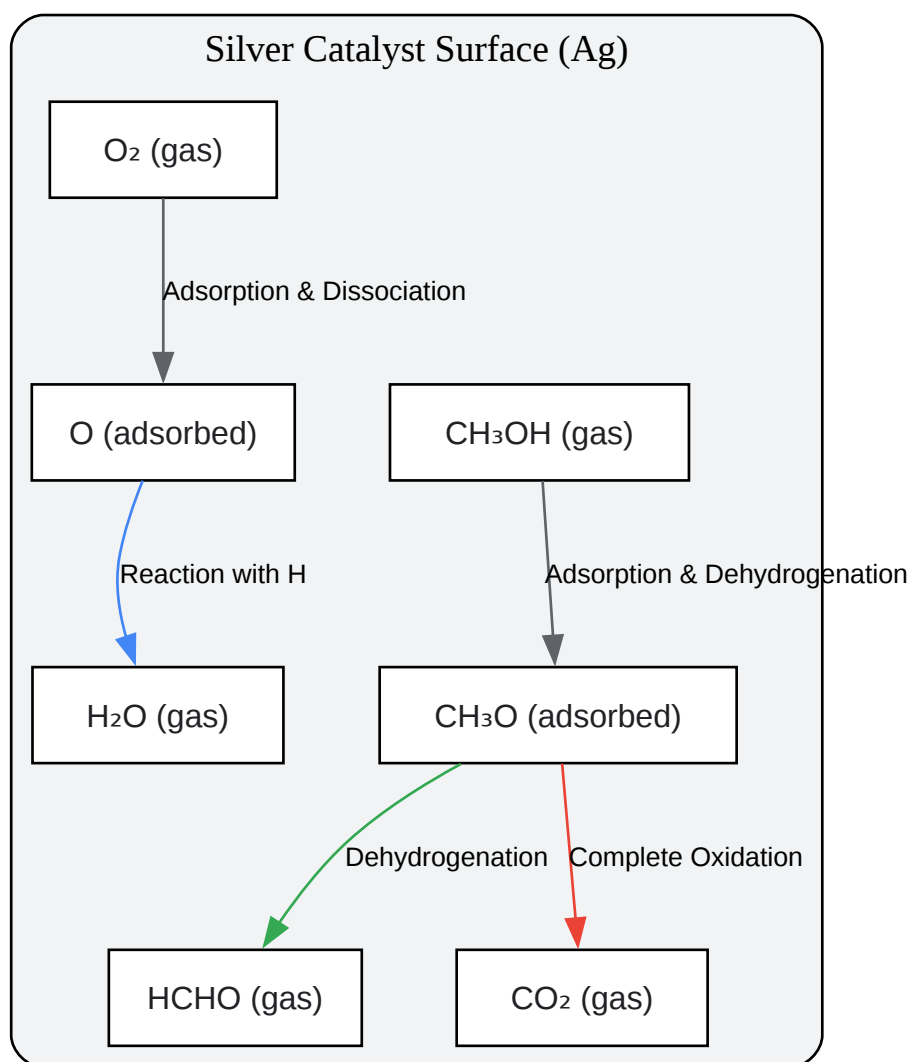 Silver Catalyst Surface (Ag)
O₂ (gas)
Adsorption & Dissociation
O (adsorbed)
CH₃OH (gas)
Reaction with H
Adsorption & Dehydrogenation
H₂O (gas)
CH₃O (adsorbed)
Dehydrogenation
Complete Oxidation
HCHO (gas)
CO₂ (gas)